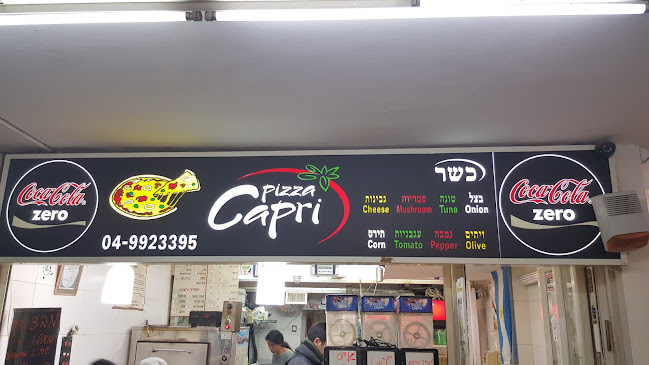 Coca-Cola
zero
04-9923395
pizza
Capri
כשר
גבינות פטריות טונה בצל
Cheese Mushroom Tuna Onion
תירס עגבניות גמבה זיתים
Corn Tomato Pepper Olive
Coca-Cola
zero